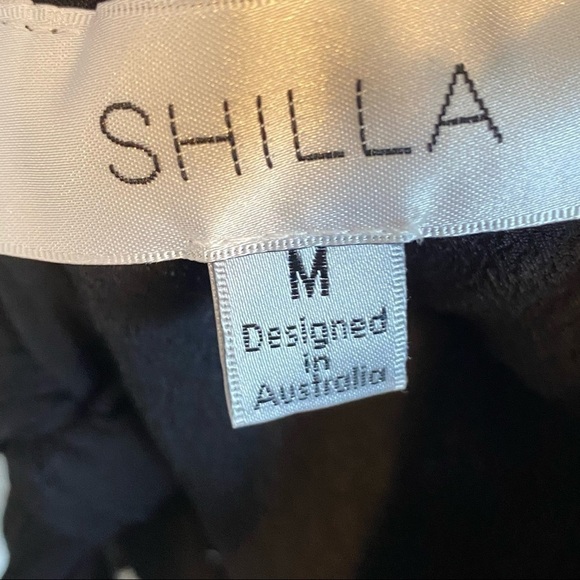 SHILLA
M
Designed
in
Australia